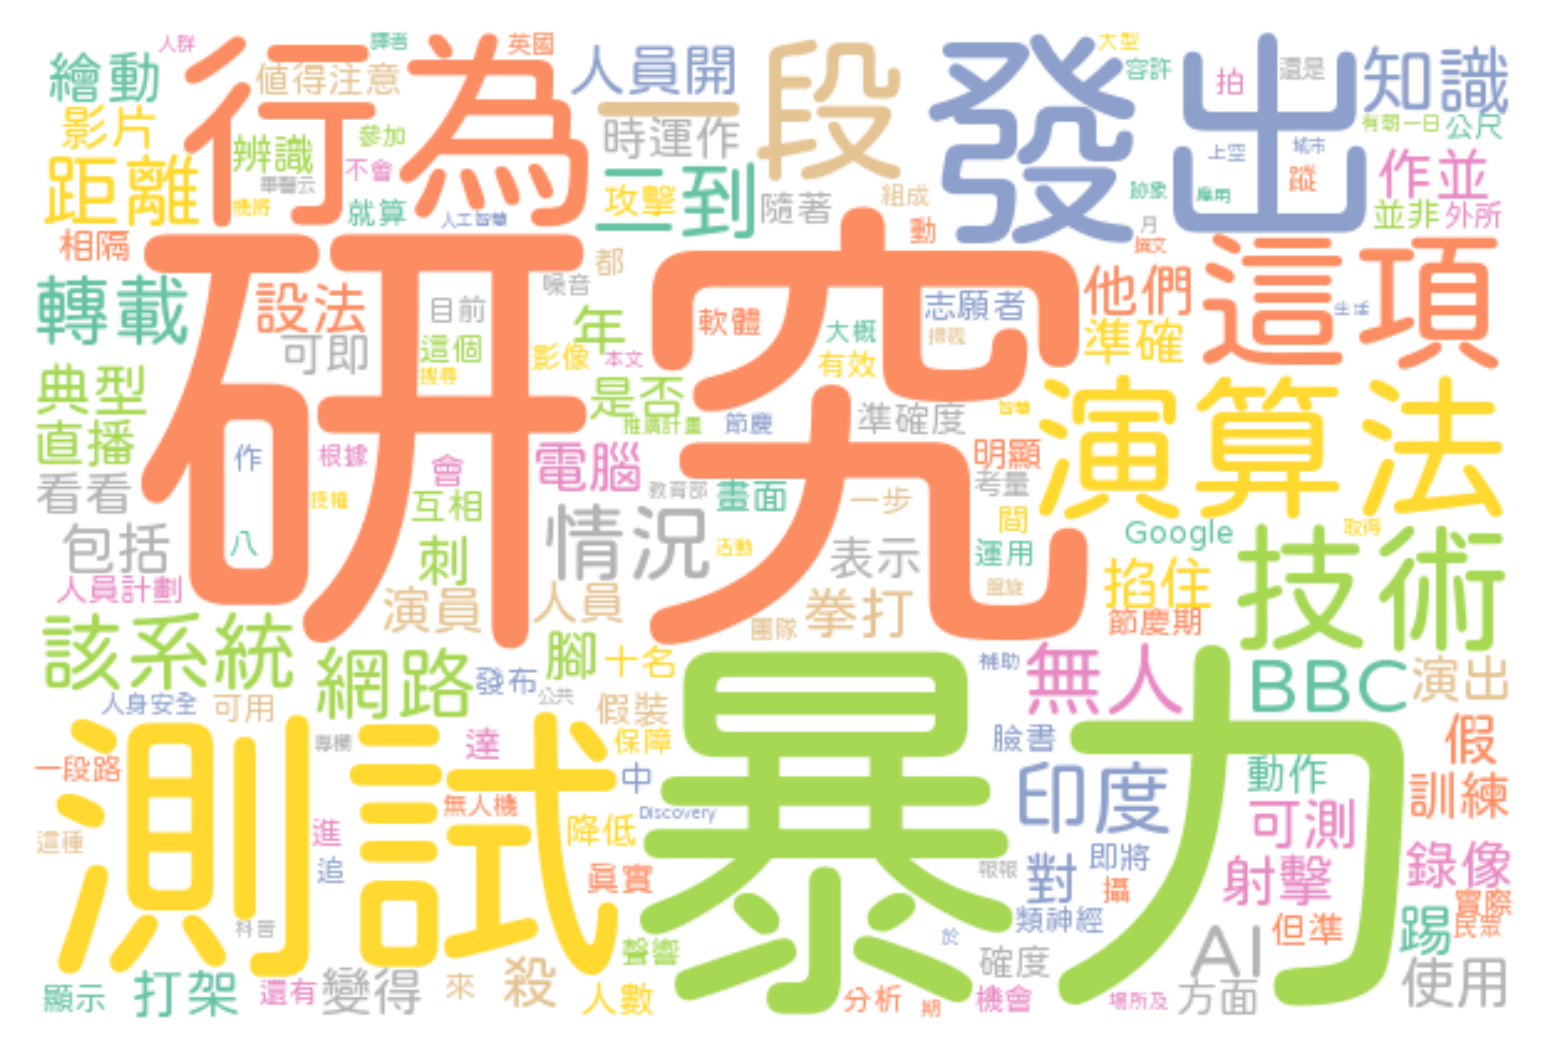 人群
譯者
英國
大型
繪動
行為
值得注意
人員開
一段
發出
容許
拍
還是
知識
影片
辨識
參加
時運作
有朝一日
公尺
距離
不會
二到
攻擊
隨著
組成
上空
城市
蹤
作並
畢馨云
機將
就算
人工智慧
跡象
應用
並非
外所
相隔
研究
都
動
月
撰文
這項
轉載
設法
目前
噪音
年
軟體
大概
志願者
他們
生活
可即
這個
影像
本文
有效
掃視
準確
搜尋
典型
是否
推廣計畫
節慶
準確度
智慧
演算法
直播
作
根據
會
電腦
明顯
看看
授權
互相
教育部
畫面
一步
考量
八
情況
活動
間
Google
取得
技術
包括
刺
表示
運用
掐住
人員計劃
演員
人員
團隊
拳打
盤旋
節慶期
該系統
網路
腳
十名
暴力
補助
無人
BBC
演出
發布
公共
人身安全
可用
假裝
測試
專欄
達
保障
臉書
假
一段路
中
無人機
Discovery
印度
動作
訓練
這種
進
降低
可測
追
真實
報報
對
即將
射擊
錄像
攝
科普
類神經
實際
聲響
於
但準
踢
民眾
顯示
打架
還有
變得
來
殺
人數
分析
期
確度
機會
場所及
AI
方面
使用